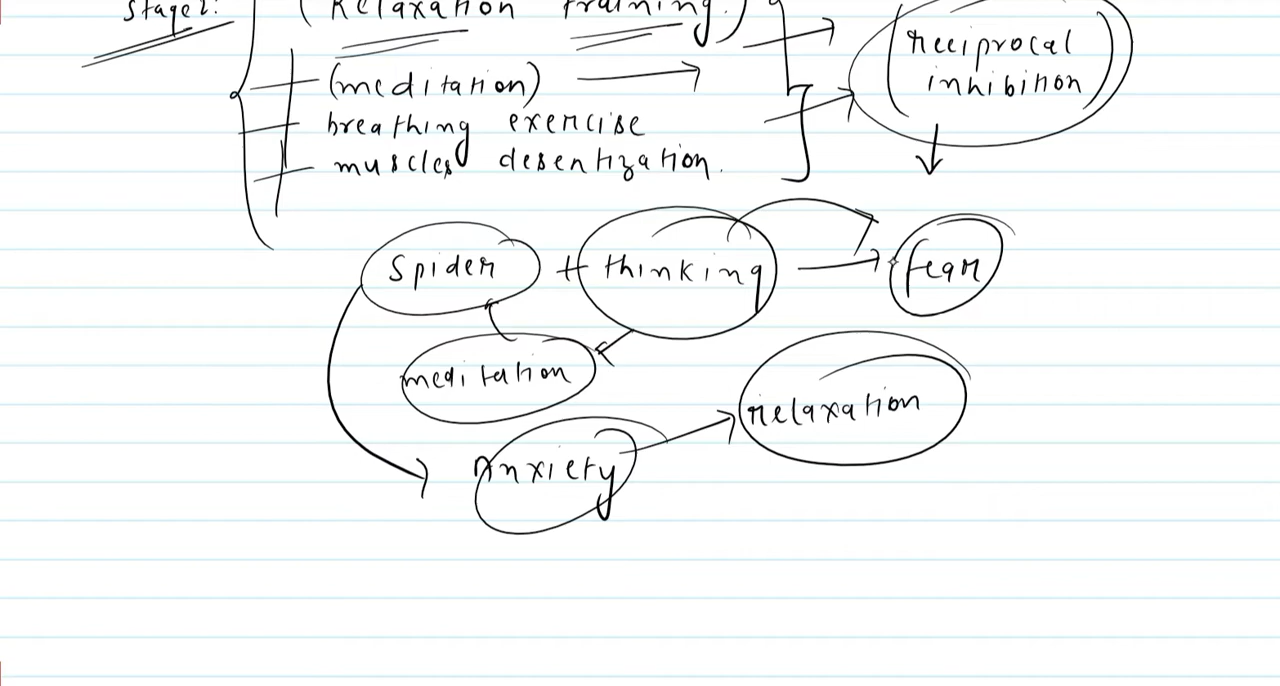 Stage2:
(Relaxation training.)
(meditation)
breathing exercise
muscles desentization.
reciprocal
inhibition
Spider + thinking
fear
meditation
relaxation
Anxiety